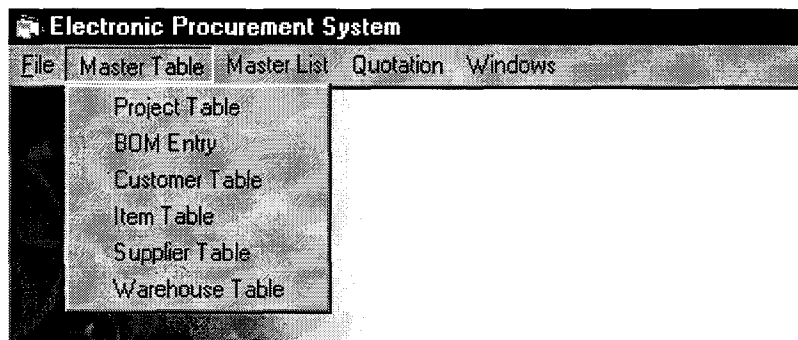 Electronic Procurement System
File Master Table Master List Quotation Windows
Project Table
BOM Entry
Customer Table
Item Table
Supplier Table
Warehouse Table